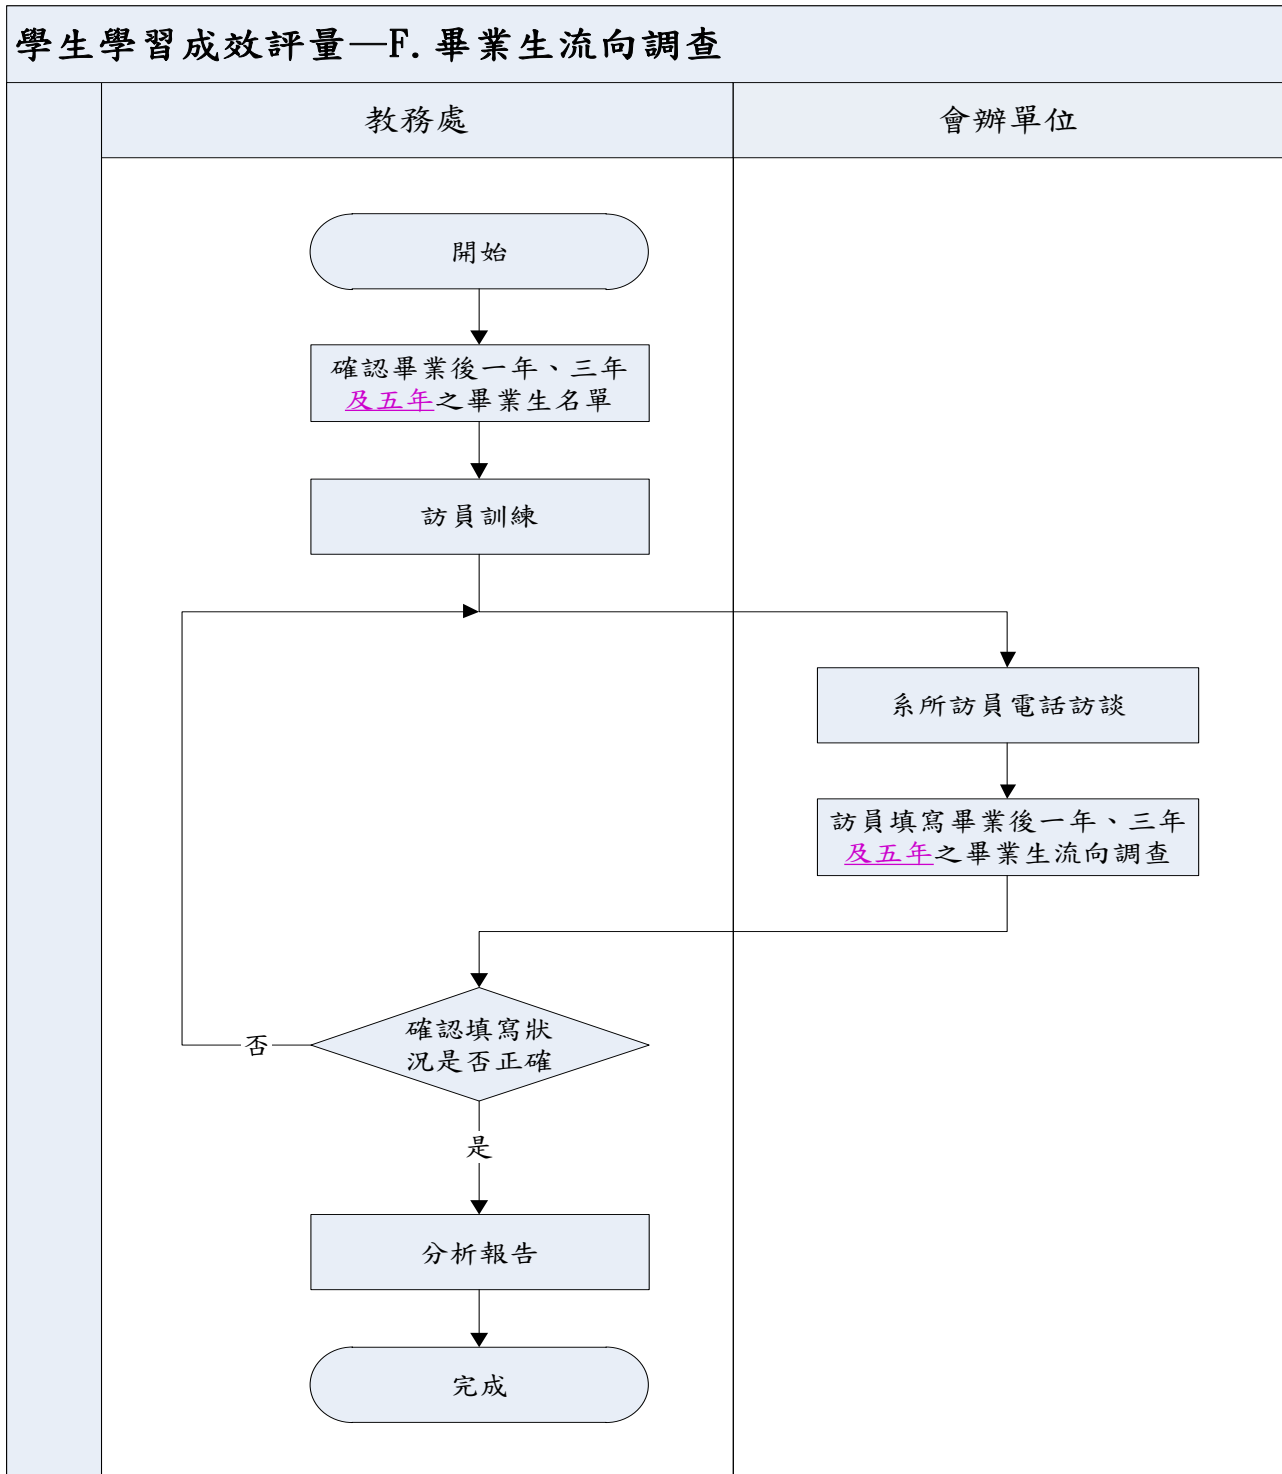 學生學習成效評量—F.畢業生流向調查
教務處
會辦單位
開始
確認畢業後一年、三年
及五年之畢業生名單
訪員訓練
系所訪員電話訪談
訪員填寫畢業後一年、三年
及五年之畢業生流向調查
確認填寫狀
況是否正確
否
是
分析報告
完成